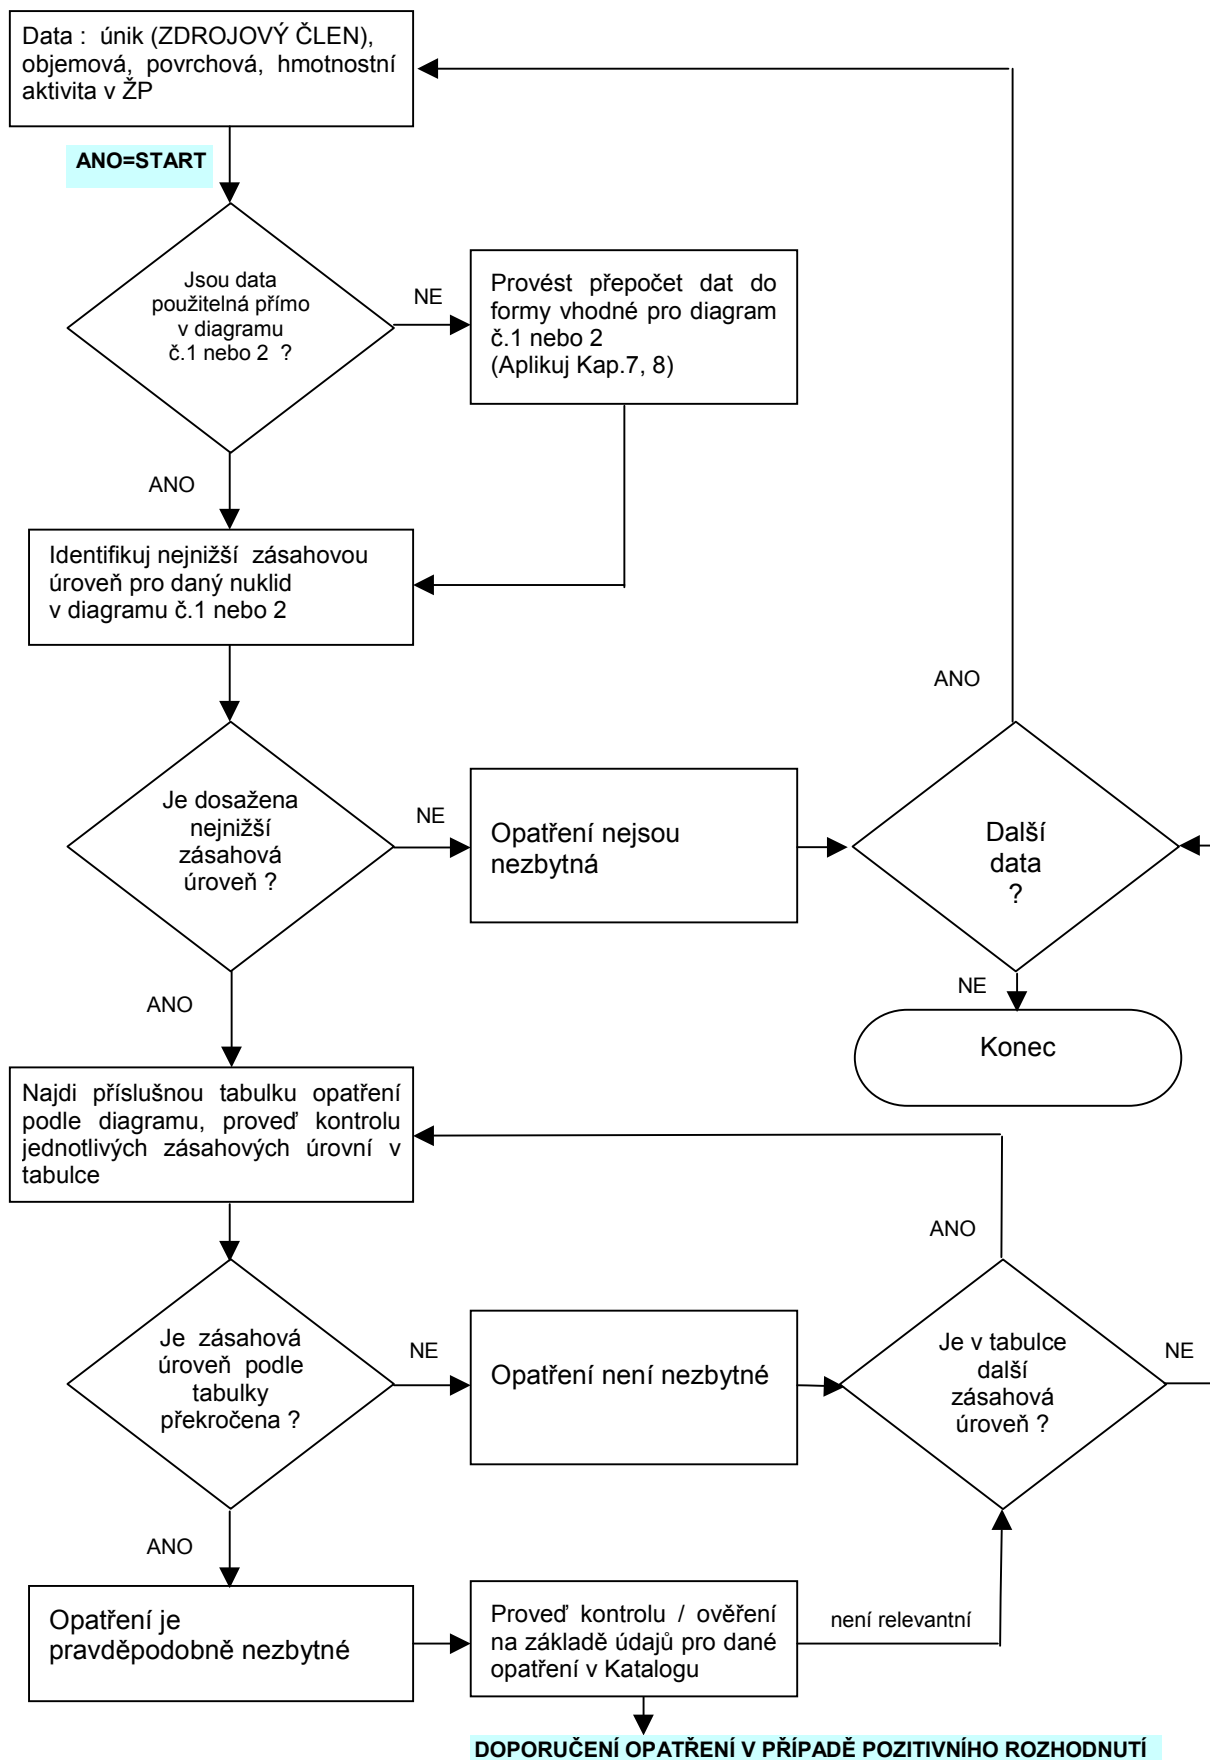 Data :  únik (ZDROJOVÝ ČLEN),
objemová, povrchová, hmotnostní
aktivita v ŽP
ANO=START
Jsou data
použitelná přímo
v diagramu
č.1 nebo 2  ?
NE
Provést přepočet dat do
formy vhodné pro diagram
č.1 nebo 2
(Aplikuj Kap.7, 8)
ANO
Identifikuj nejnižší  zásahovou
úroveň pro daný nuklid
v diagramu č.1 nebo 2
ANO
Je dosažena
nejnižší
zásahová
úroveň ?
NE
Opatření nejsou
nezbytná
Další
data
?
ANO
NE
Konec
Najdi příslušnou tabulku opatření
podle diagramu, proveď kontrolu
jednotlivých zásahových úrovní v
tabulce
ANO
Je  zásahová
úroveň  podle
tabulky
překročena ?
NE
Opatření není nezbytné
Je v tabulce
další
zásahová
úroveň ?
NE
ANO
Opatření je
pravděpodobně nezbytné
Proveď kontrolu / ověření
na základě údajů pro dané
opatření v Katalogu
není relevantní
DOPORUČENÍ OPATŘENÍ V PŘÍPADĚ POZITIVNÍHO ROZHODNUTÍ